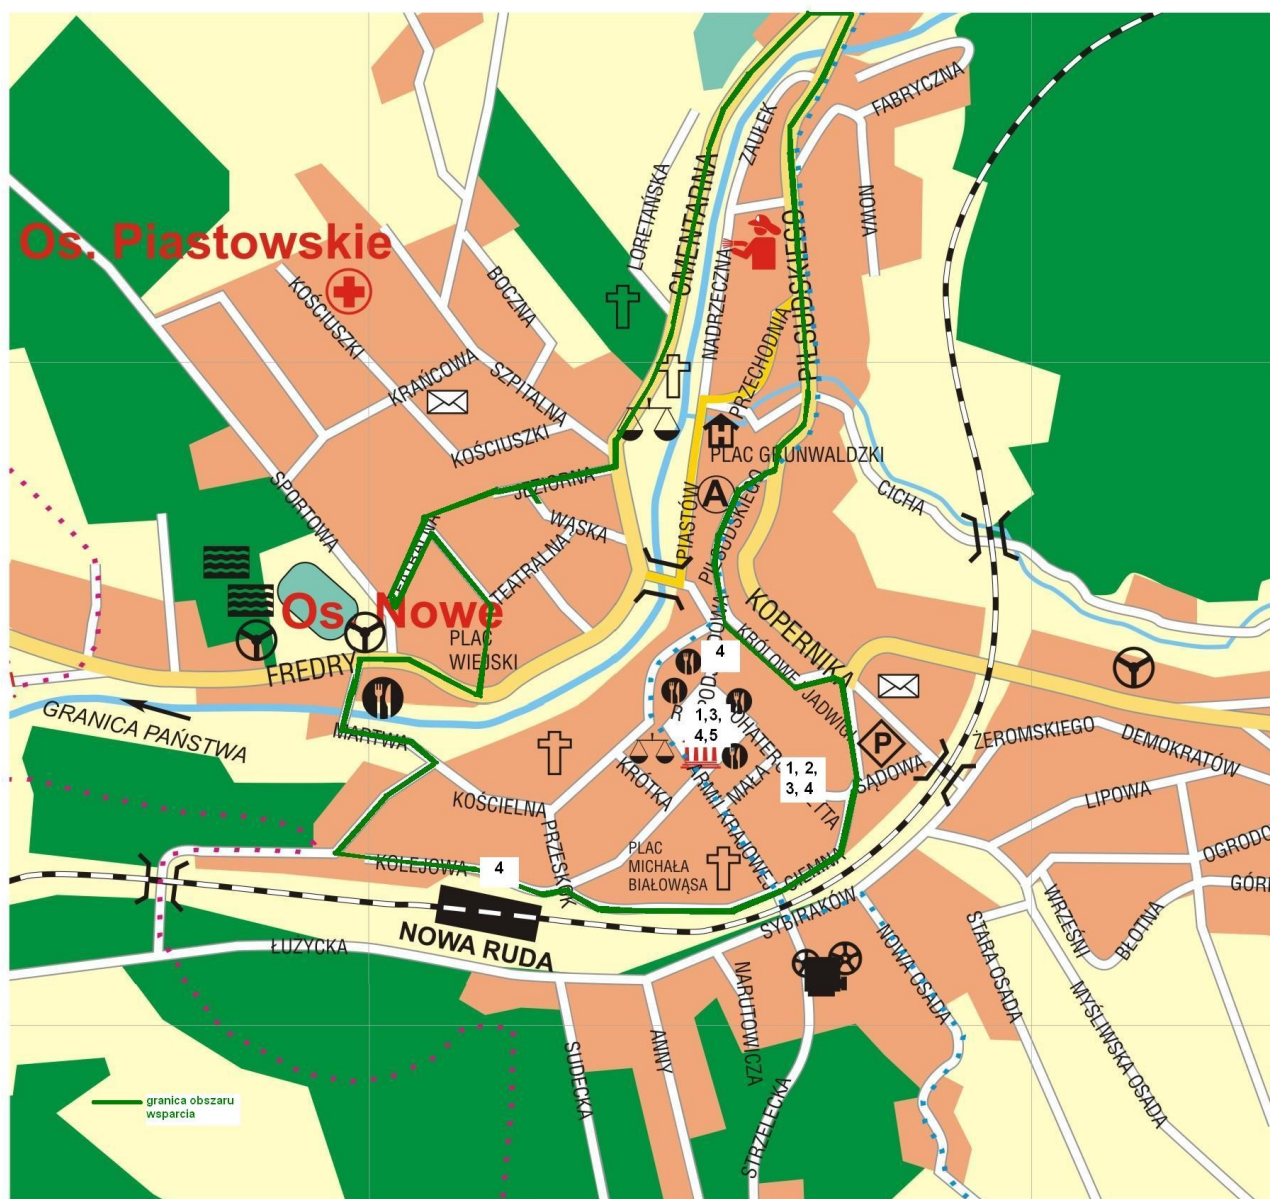 FABRYCZNA
ZAUŁEK
LORETAŃSKA
CMENTARNA
NOWA
Os. Piastowskie
PIŁSUDSKIEGO
NADRZECZNA
BOCZNA
KOŚCIUSZKI
PRZECHODNIA
KRAŃCOWA
SZPITALNA
KOŚCIUSZKI
H
PLAC GRUNWALDZKI
JEZIORNA
SPORTOWA
A
CICHA
WĄSKA
PIASTÓW
PIŁSUDSKIEGO
TEATRALNA
Os. Nowe
KOPERNIKA
PLAC
WIEJSKI
KRÓLOWEJ JADWIGI
4
FREDRY
GRANICA PAŃSTWA
MARTWA
1, 3,
4,5
P
ŻEROMSKIEGO
DEMOKRATÓW
SĄDOWA
1, 2,
3, 4
KRÓTKA
MAŁA
LIPOWA
KOŚCIELNA
ARMII KRAJOWEJ
PRZESKOK
PLAC
MICHAŁA
BIAŁOWĄSA
OGRODO
KOLEJOWA
4
CIEMNA
GÓR
SYBIRAKÓW
WRZEŚNI
BŁOTNA
NOWA RUDA
ŁUŻYCKA
NOWA OSADA
STARA OSADA
NARUTOWICZA
MYŚLIWSKA OSADA
SUDECKA
ANNY
STRZELECKA
granica obszaru
wsparcia